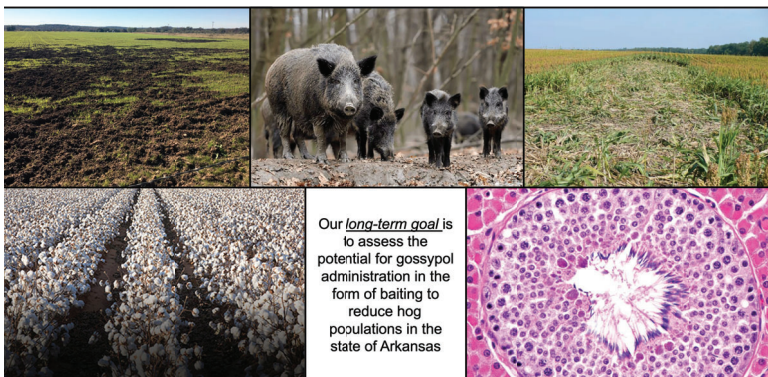 Our long-term goal is
to assess the
potential for gossypol
administration in the
form of baiting to
reduce hog
populations in the
state of Arkansas